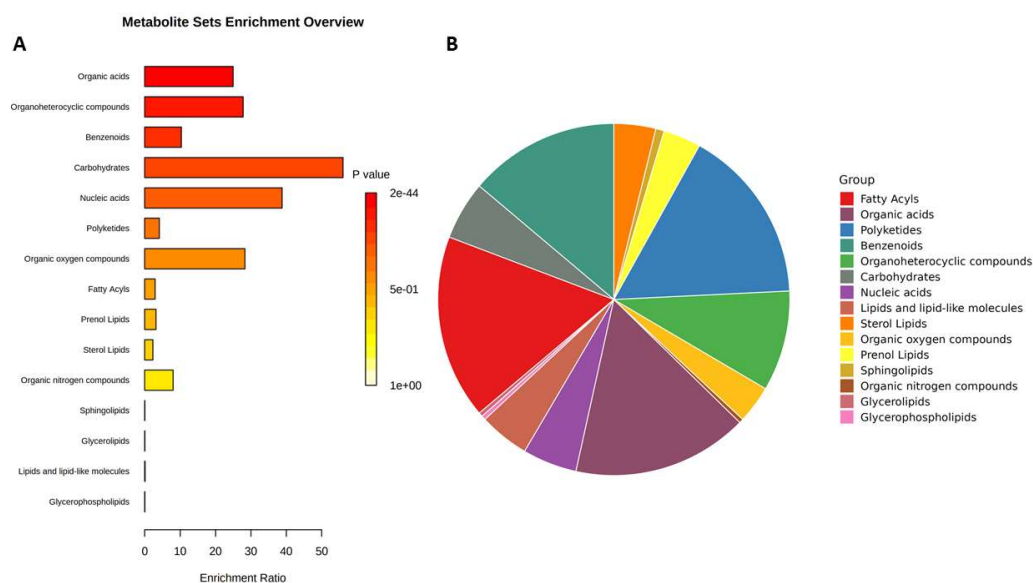 Metabolite Sets Enrichment Overview
A
Organic acids
Organoheterocyclic compounds
Benzenoids
Carbohydrates
Nucleic acids
Polyketides
Organic oxygen compounds
Fatty Acyls
Prenol Lipids
Sterol Lipids
Organic nitrogen compounds
Sphingolipids
Glycerolipids
Lipids and lipid-like molecules
Glycerophospholipids
0 10 20 30 40 50
Enrichment Ratio
P value
2e-44
5e-01
1e+00
B
Group
Fatty Acyls
Organic acids
Polyketides
Benzenoids
Organoheterocyclic compounds
Carbohydrates
Nucleic acids
Lipids and lipid-like molecules
Sterol Lipids
Organic oxygen compounds
Prenol Lipids
Sphingolipids
Organic nitrogen compounds
Glycerolipids
Glycerophospholipids